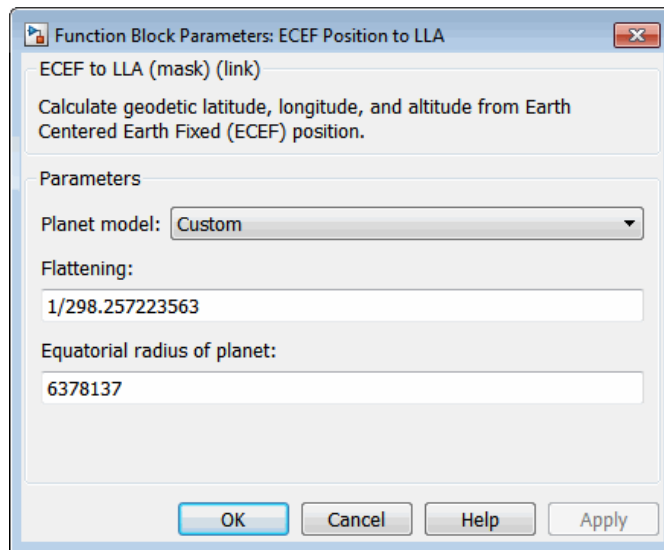 Function Block Parameters: ECEF Position to LLA
ECEF to LLA (mask) (link)
Calculate geodetic latitude, longitude, and altitude from Earth
Centered Earth Fixed (ECEF) position.
Parameters
Planet model: Custom
Flattening:
1/298.257223563
Equatorial radius of planet:
6378137
OK Cancel Help Apply